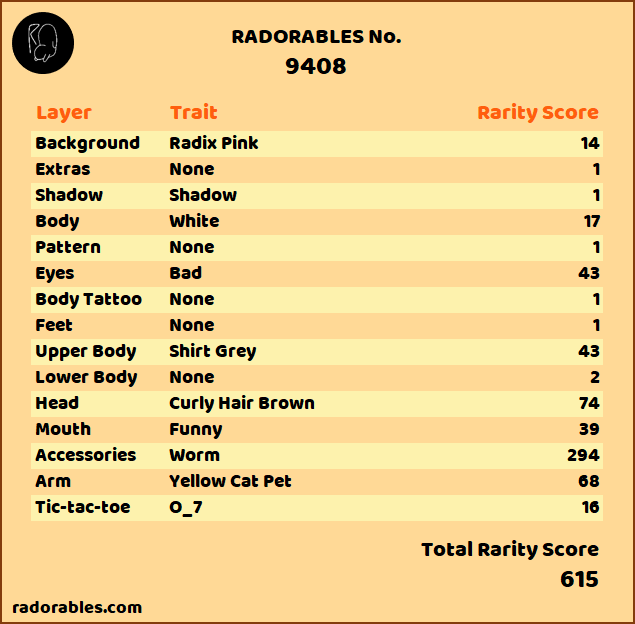 RADORABLES No.
9408
Layer Trait Rarity Score
Background Radix Pink 14
Extras None 1
Shadow Shadow 1
Body White 17
Pattern None 1
Eyes Bad 43
Body Tattoo None 1
Feet None 1
Upper Body Shirt Grey 43
Lower Body None 2
Head Curly Hair Brown 74
Mouth Funny 39
Accessories Worm 294
Arm Yellow Cat Pet 68
Tic-tac-toe O_7 16
Total Rarity Score
615
radorables.com